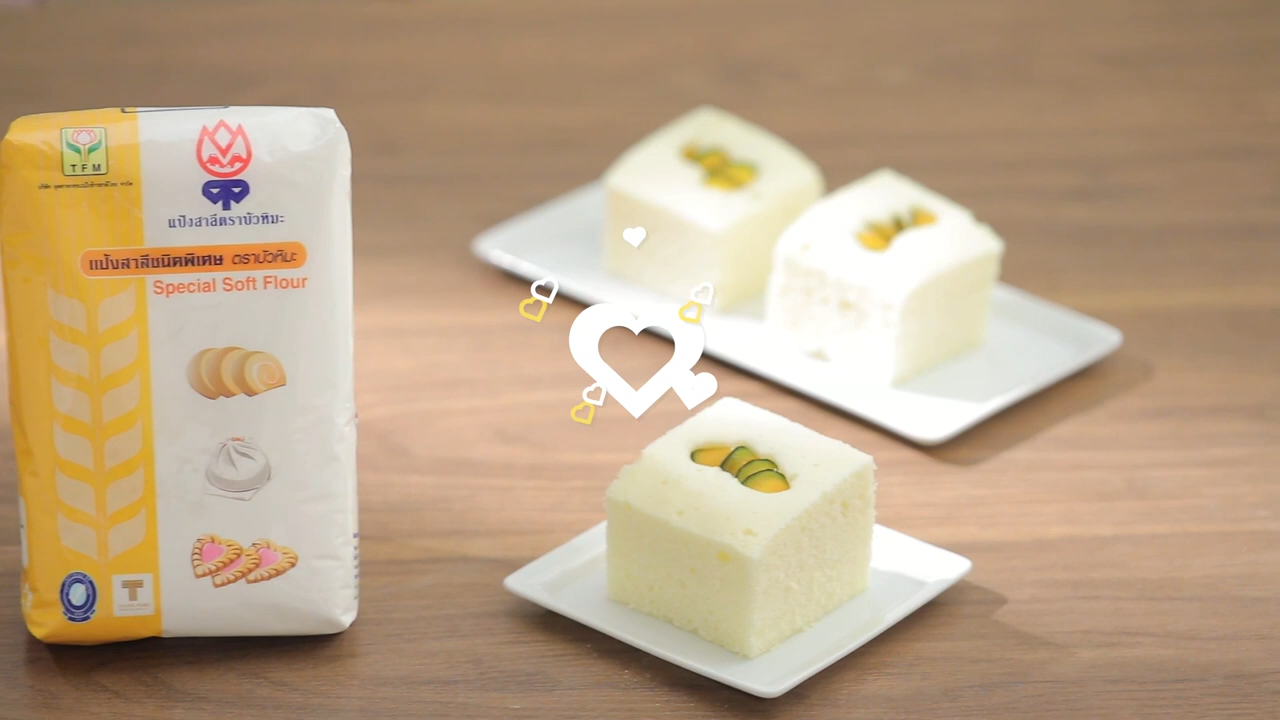 TFM
แป้งสาลีตราบัวหิมะ
แป้งสาลีชนิดพิเศษ ตราบัวหิมะ
Special Soft Flour